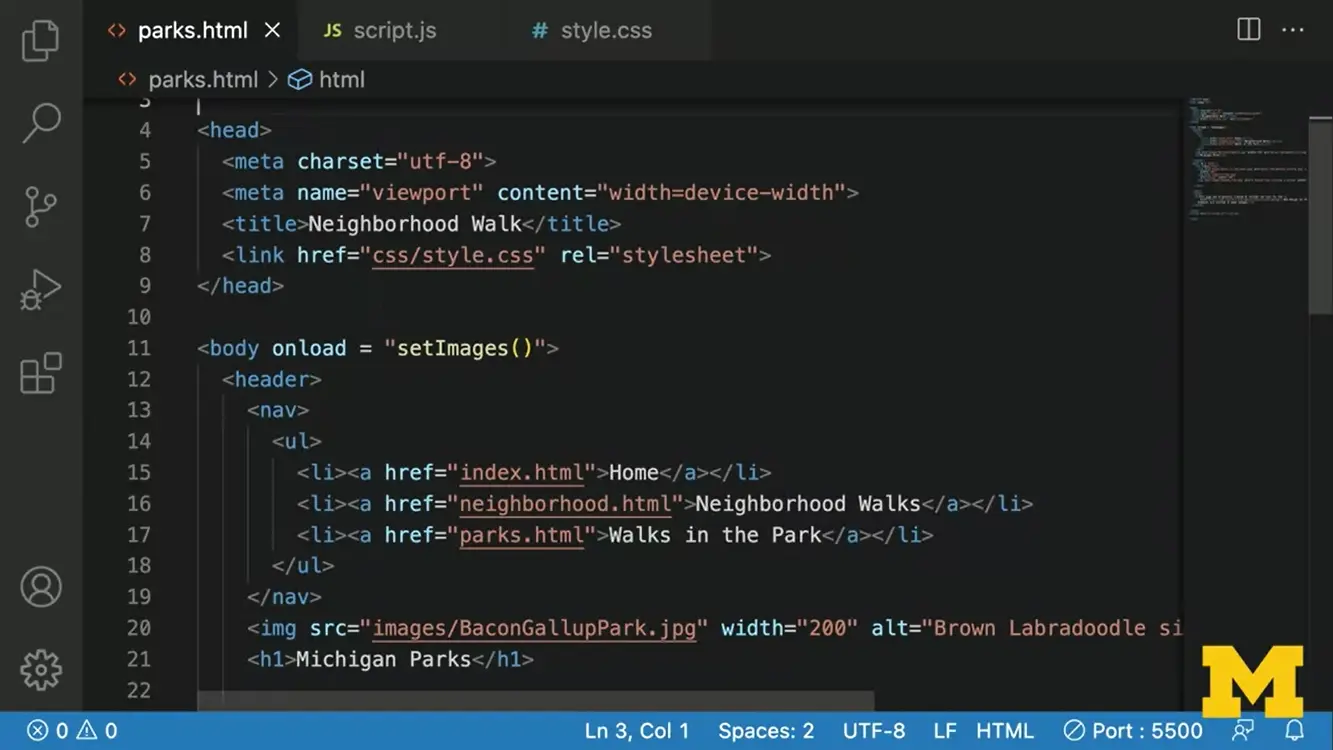 parks.html
JS script.js
# style.css
parks.html > html
3
4 <head>
5 <meta charset="utf-8">
6 <meta name="viewport" content="width=device-width">
7 <title>Neighborhood Walk</title>
8 <link href="css/style.css" rel="stylesheet">
9 </head>
10
11 <body onload = "setImages()">
12 <header>
13 <nav>
14 <ul>
15 <li><a href="index.html">Home</a></li>
16 <li><a href="neighborhood.html">Neighborhood Walks</a></li>
17 <li><a href="parks.html">Walks in the Park</a></li>
18 </ul>
19 </nav>
20 <img src="images/BaconGallupPark.jpg" width="200" alt="Brown Labradoodle si
21 <h1>Michigan Parks</h1>
22
M
0 0 Ln 3, Col 1 Spaces: 2 UTF-8 LF HTML Port : 5500